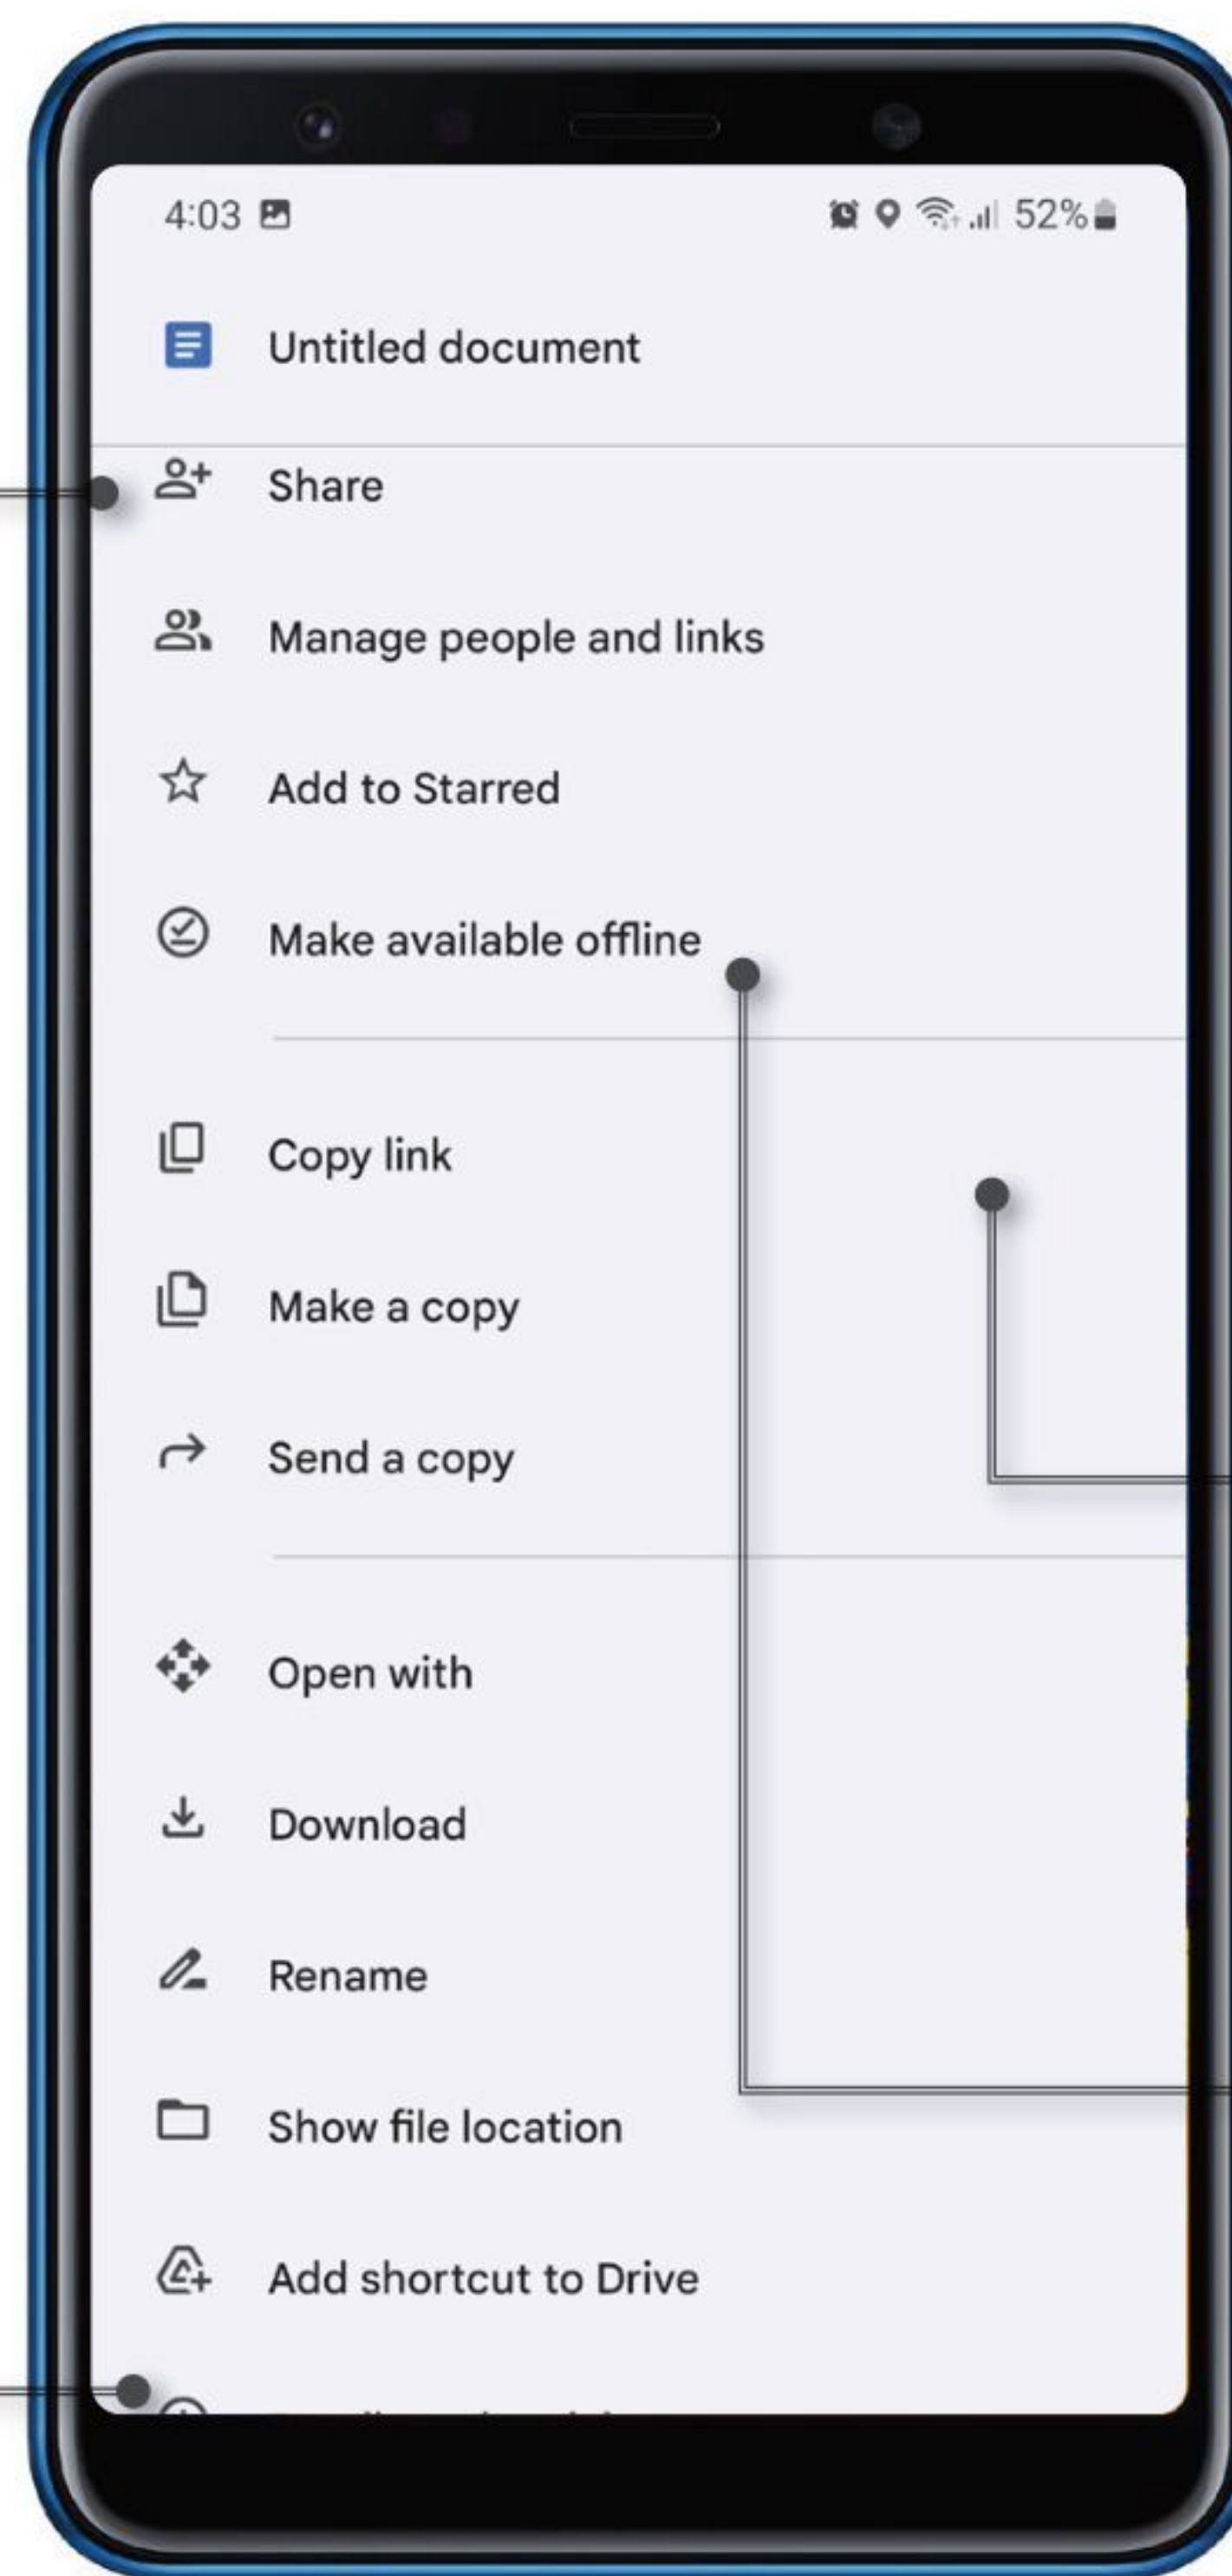 4:03 52%
Untitled document
Share
Manage people and links
Add to Starred
Make available offline
Copy link
Make a copy
Send a copy
Open with
Download
Rename
Show file location
Add shortcut to Drive